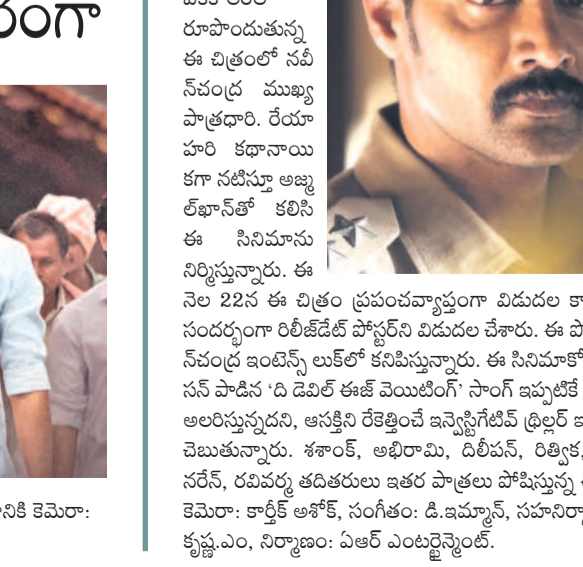 రంగా
నికి కెమెరా:
రూపొందుతున్న
ఈ చిత్రంలో నవీ
న్‌చంద్ర ముఖ్య
పాత్రధారి. రేయా
హరి కథానాయి
కగా నటిస్తూ అజ్మ
ల్‌ఖాన్‌తో కలిసి
ఈ సినిమాను
నిర్మిస్తున్నారు. ఈ
నెల 22న ఈ చిత్రం ప్రపంచవ్యాప్తంగా విడుదల కా
సందర్భంగా రిలీజ్‌డేట్ పోస్టర్‌ని విడుదల చేశారు. ఈ పో
న్‌చంద్ర ఇంటెన్స్ లుక్‌లో కనిపిస్తున్నారు. ఈ సినిమాకో
సన్ పాడిన ‘ది డెవిల్ ఈజ్ వెయిటింగ్’ సాంగ్ ఇప్పటికే
అలరిస్తున్నదని, ఆసక్తిని రేకెత్తించే ఇన్వెస్టిగేటివ్ థ్రిల్లర్ ఇ
చెబుతున్నారు. శశాంక్, అభిరామి, దిలీపన్, రిత్విక,
నరేన్, రవివర్మ తదితరులు ఇతర పాత్రలు పోషిస్తున్న
కెమెరా: కార్తీక్ అశోక్, సంగీతం: డి.ఇమ్మాన్, సహనిర్మా
కృష్ణ.ఎం, నిర్మాణం: ఏఆర్ ఎంటర్టైన్మెంట్.